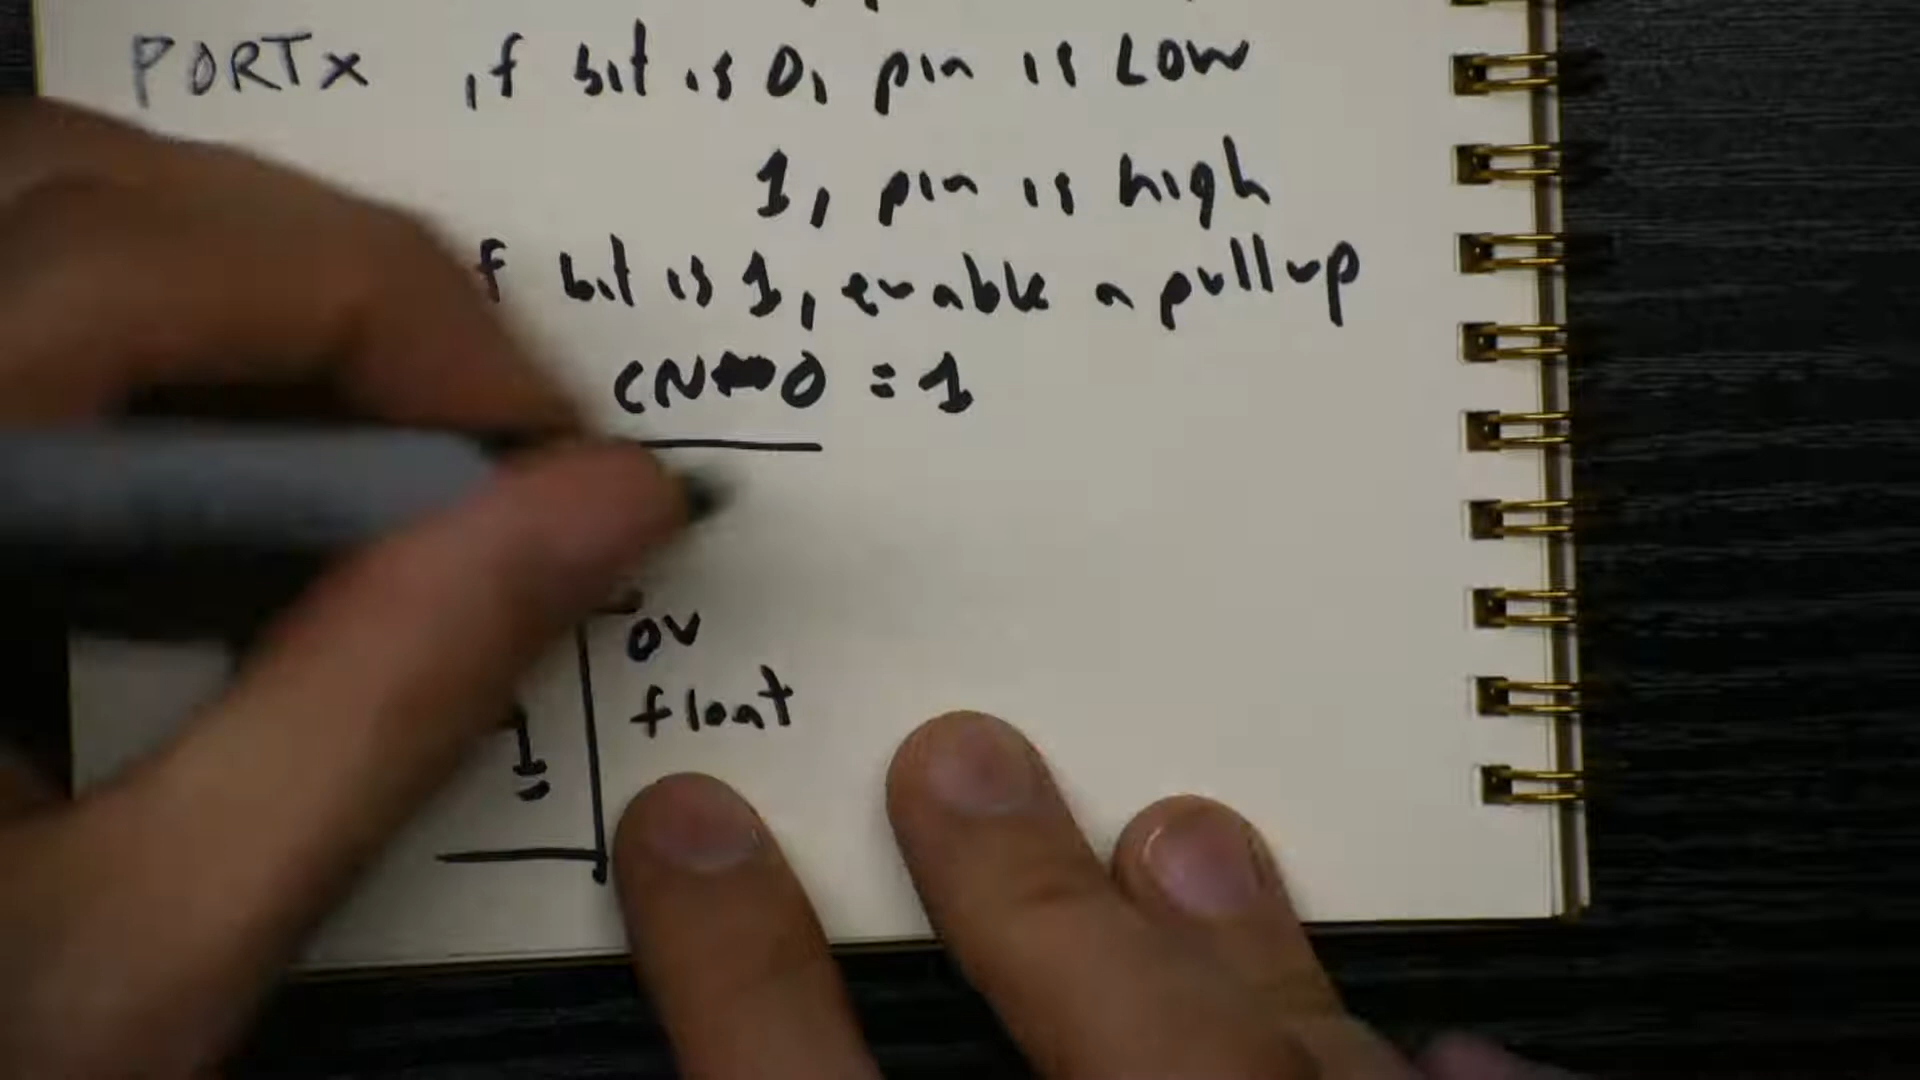 PORTx if bit is 0, pin is Low
1, pin is high
bit is 1, enable a pullup
= 1
0V
float
1